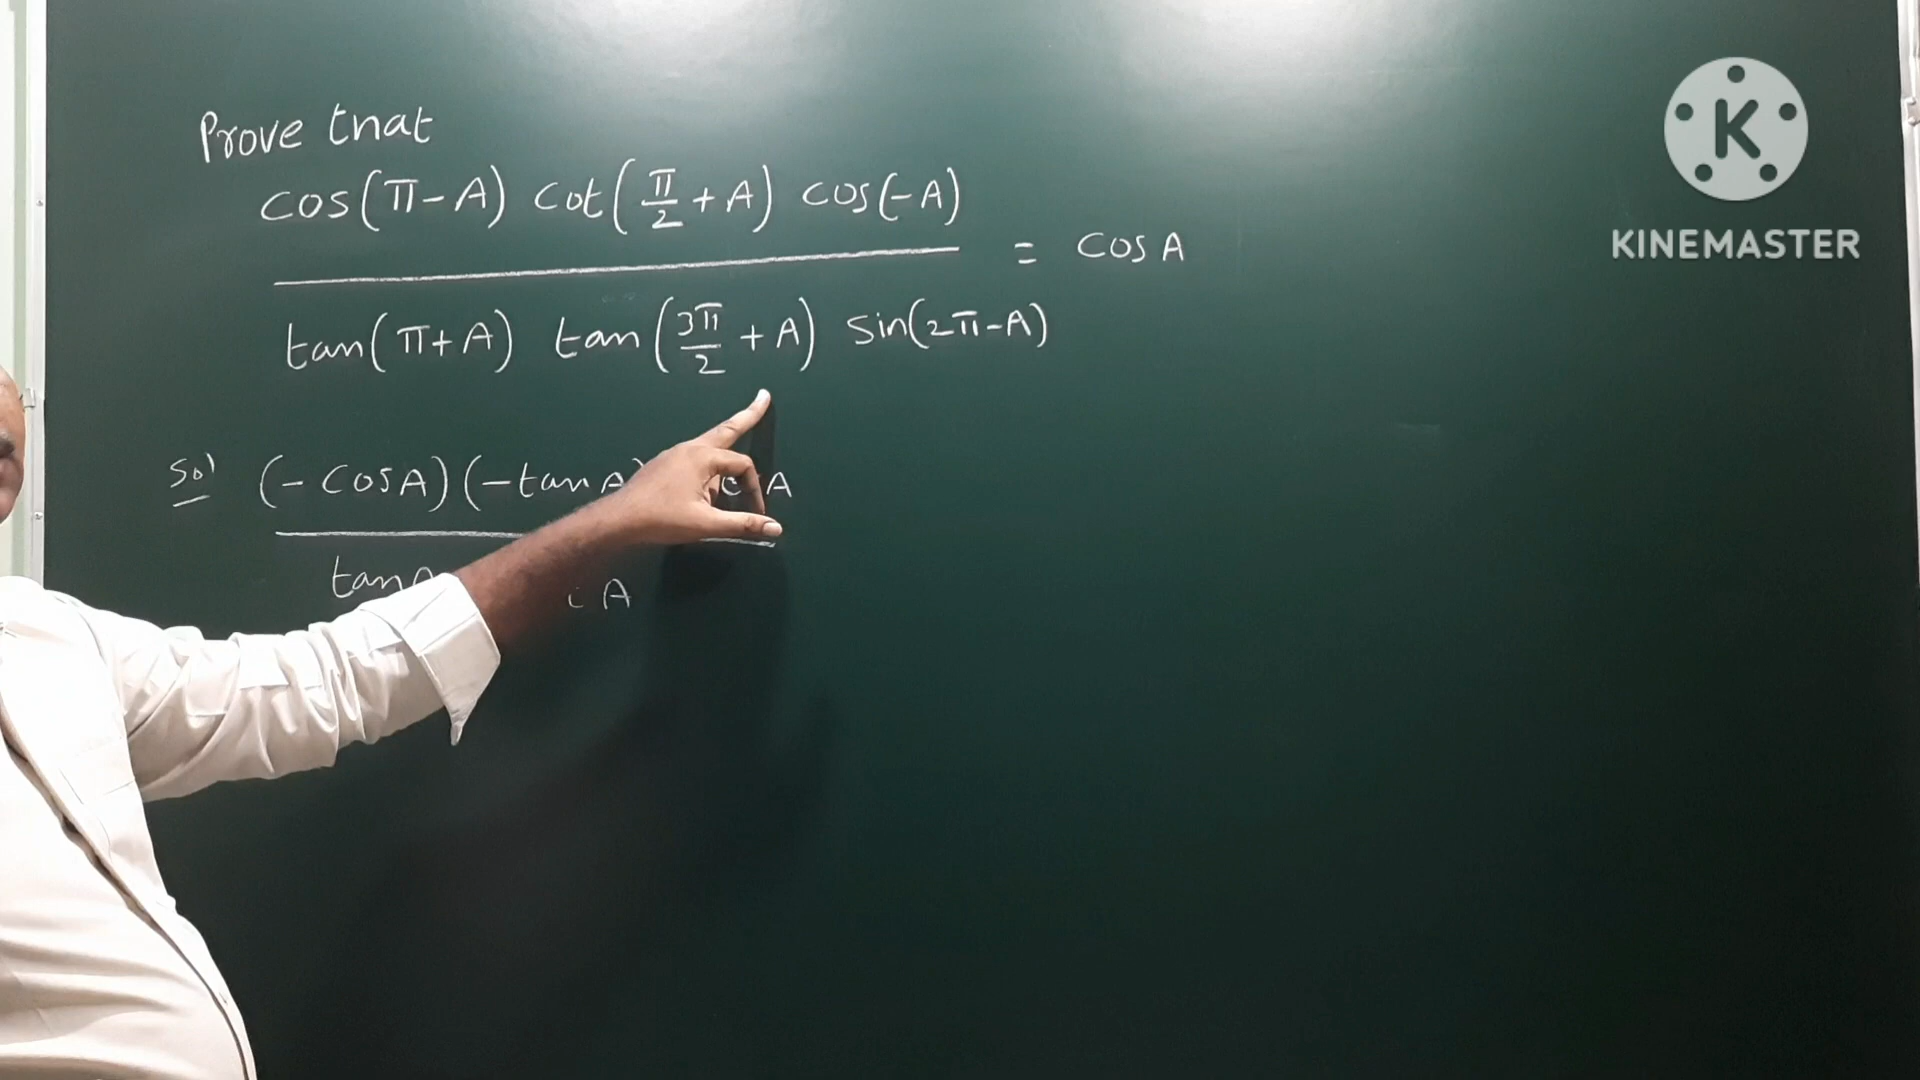 Prove that
cos(π-A) cot(π/2+A) cos(-A)
tan(π+A) tan(3π/2+A) sin(2π-A)
= cos A
Sol (-cosA)(-tan A) A
tanA A
K
KINEMASTER